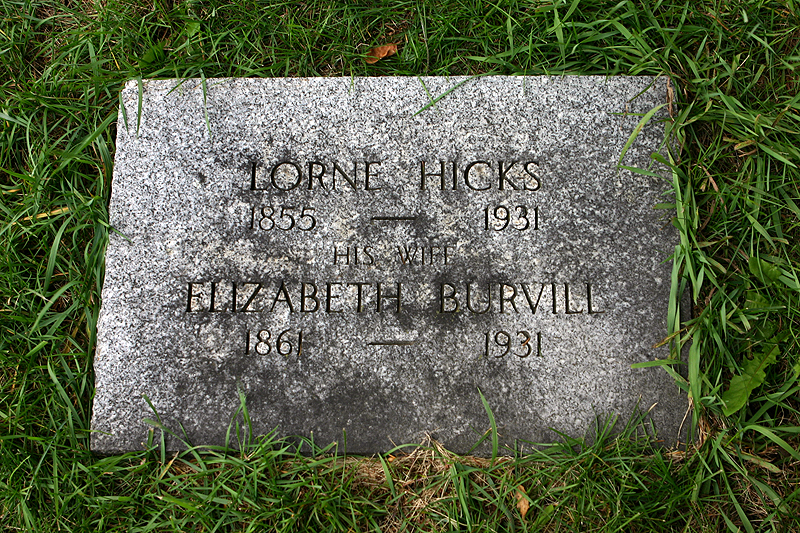 LORNE HICKS
1855 — 1931
HIS WIFE
ELIZABETH BURVILL
1861 — 1931